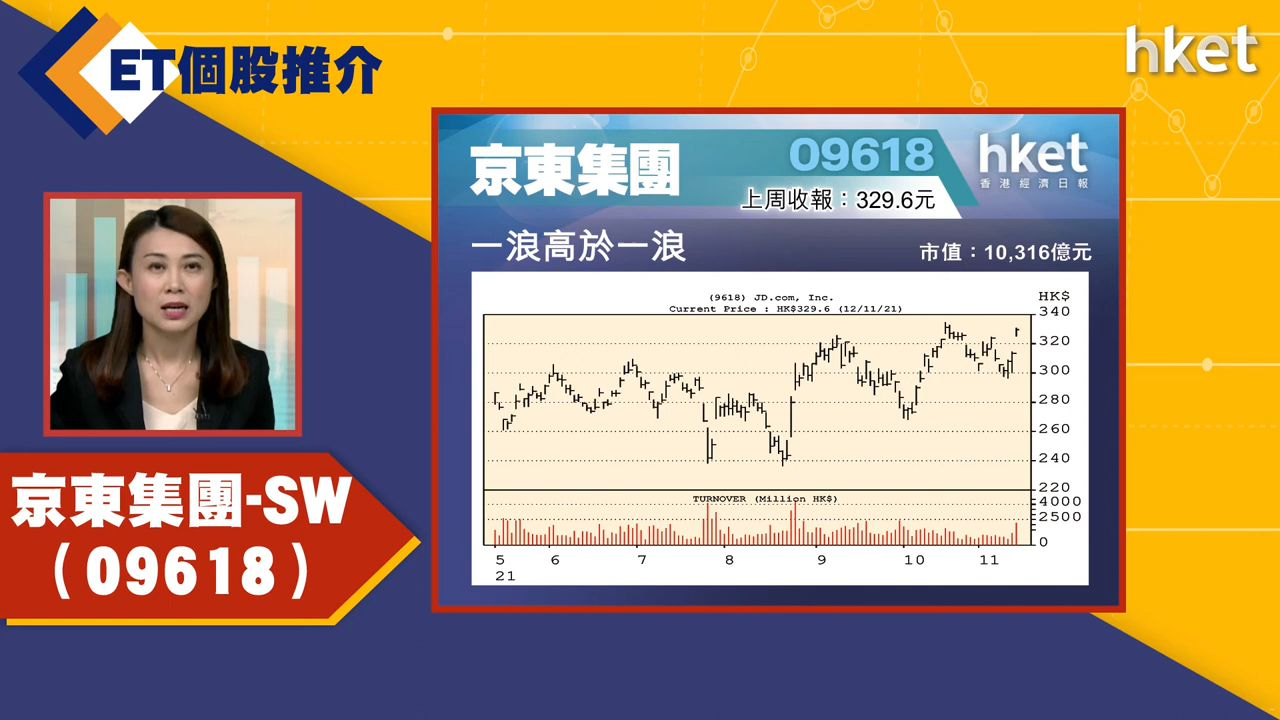 ET個股推介
hket
京東集團
09618
hket
香港經濟日報
上周收報：329.6元
一浪高於一浪
市值：10,316億元
(9618) JD.com, Inc.
Current Price : HK$329.6 (12/11/21)
HK$
340
320
300
280
260
240
220
TURNOVER (Million HK$)
4000
2500
0
5 6 7 8 9 10 11
21
京東集團-SW
（09618）